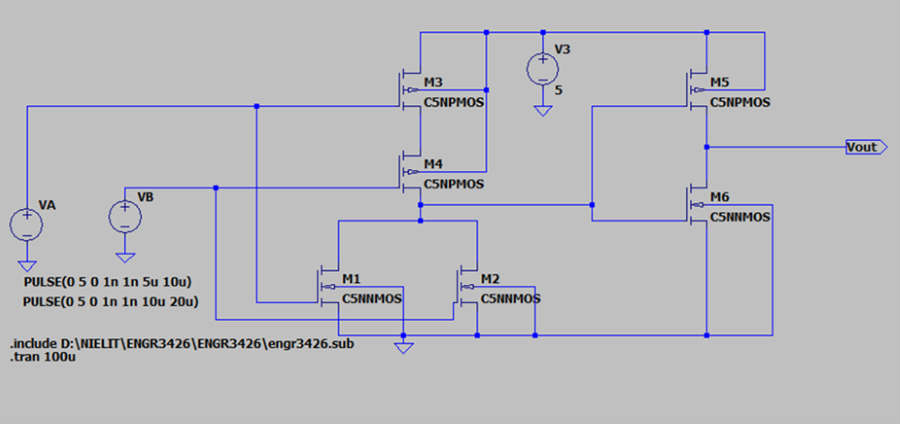 V3
5
M3
C5NPMOS
M5
C5NPMOS
Vout
M4
C5NPMOS
VA
VB
M6
C5NNMOS
M1
C5NNMOS
M2
C5NNMOS
PULSE(0 5 0 1n 1n 5u 10u)
PULSE(0 5 0 1n 1n 10u 20u)
.include D:\NIELIT\ENGR3426\ENGR3426\engr3426.sub
.tran 100u